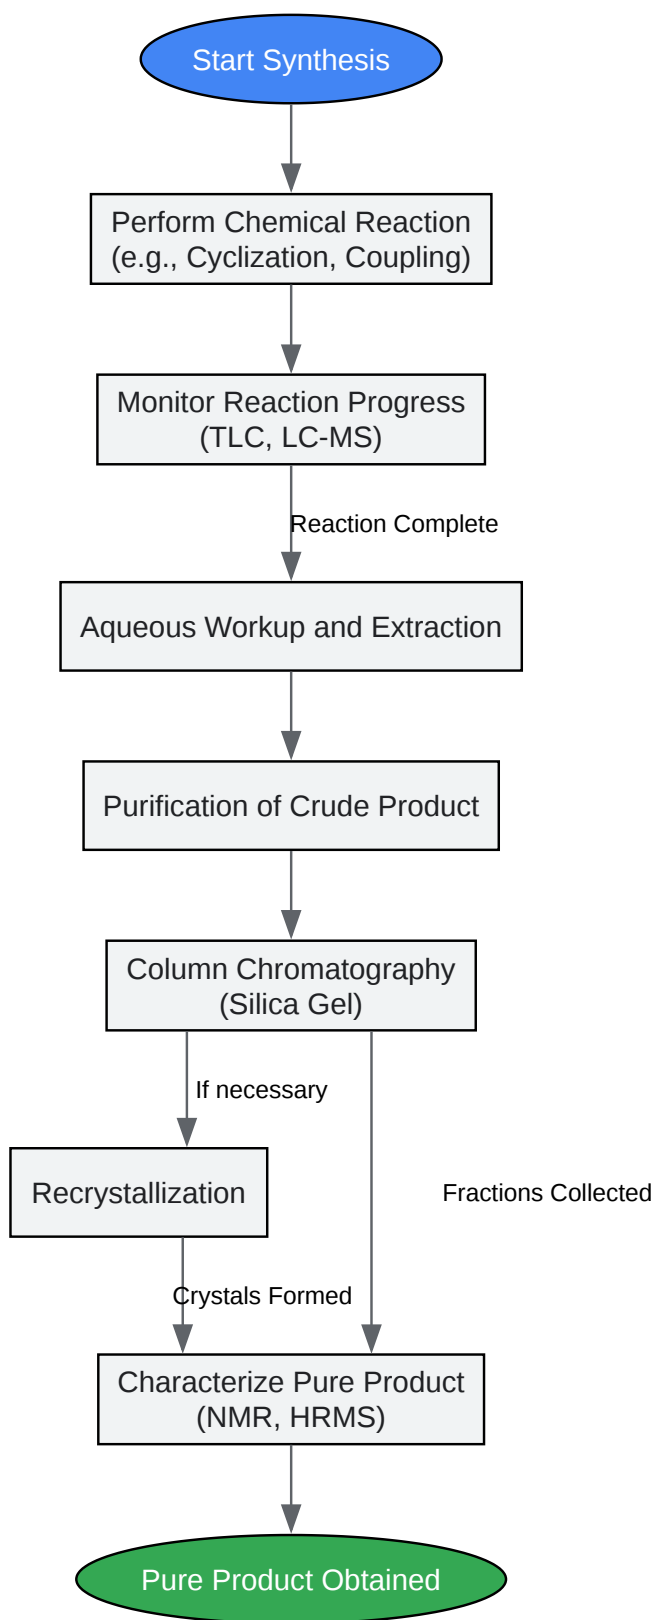 Start Synthesis
Perform Chemical Reaction
(e.g., Cyclization, Coupling)
Monitor Reaction Progress
(TLC, LC-MS)
Reaction Complete
Aqueous Workup and Extraction
Purification of Crude Product
Column Chromatography
(Silica Gel)
If necessary
Recrystallization
Fractions Collected
Crystals Formed
Characterize Pure Product
(NMR, HRMS)
Pure Product Obtained